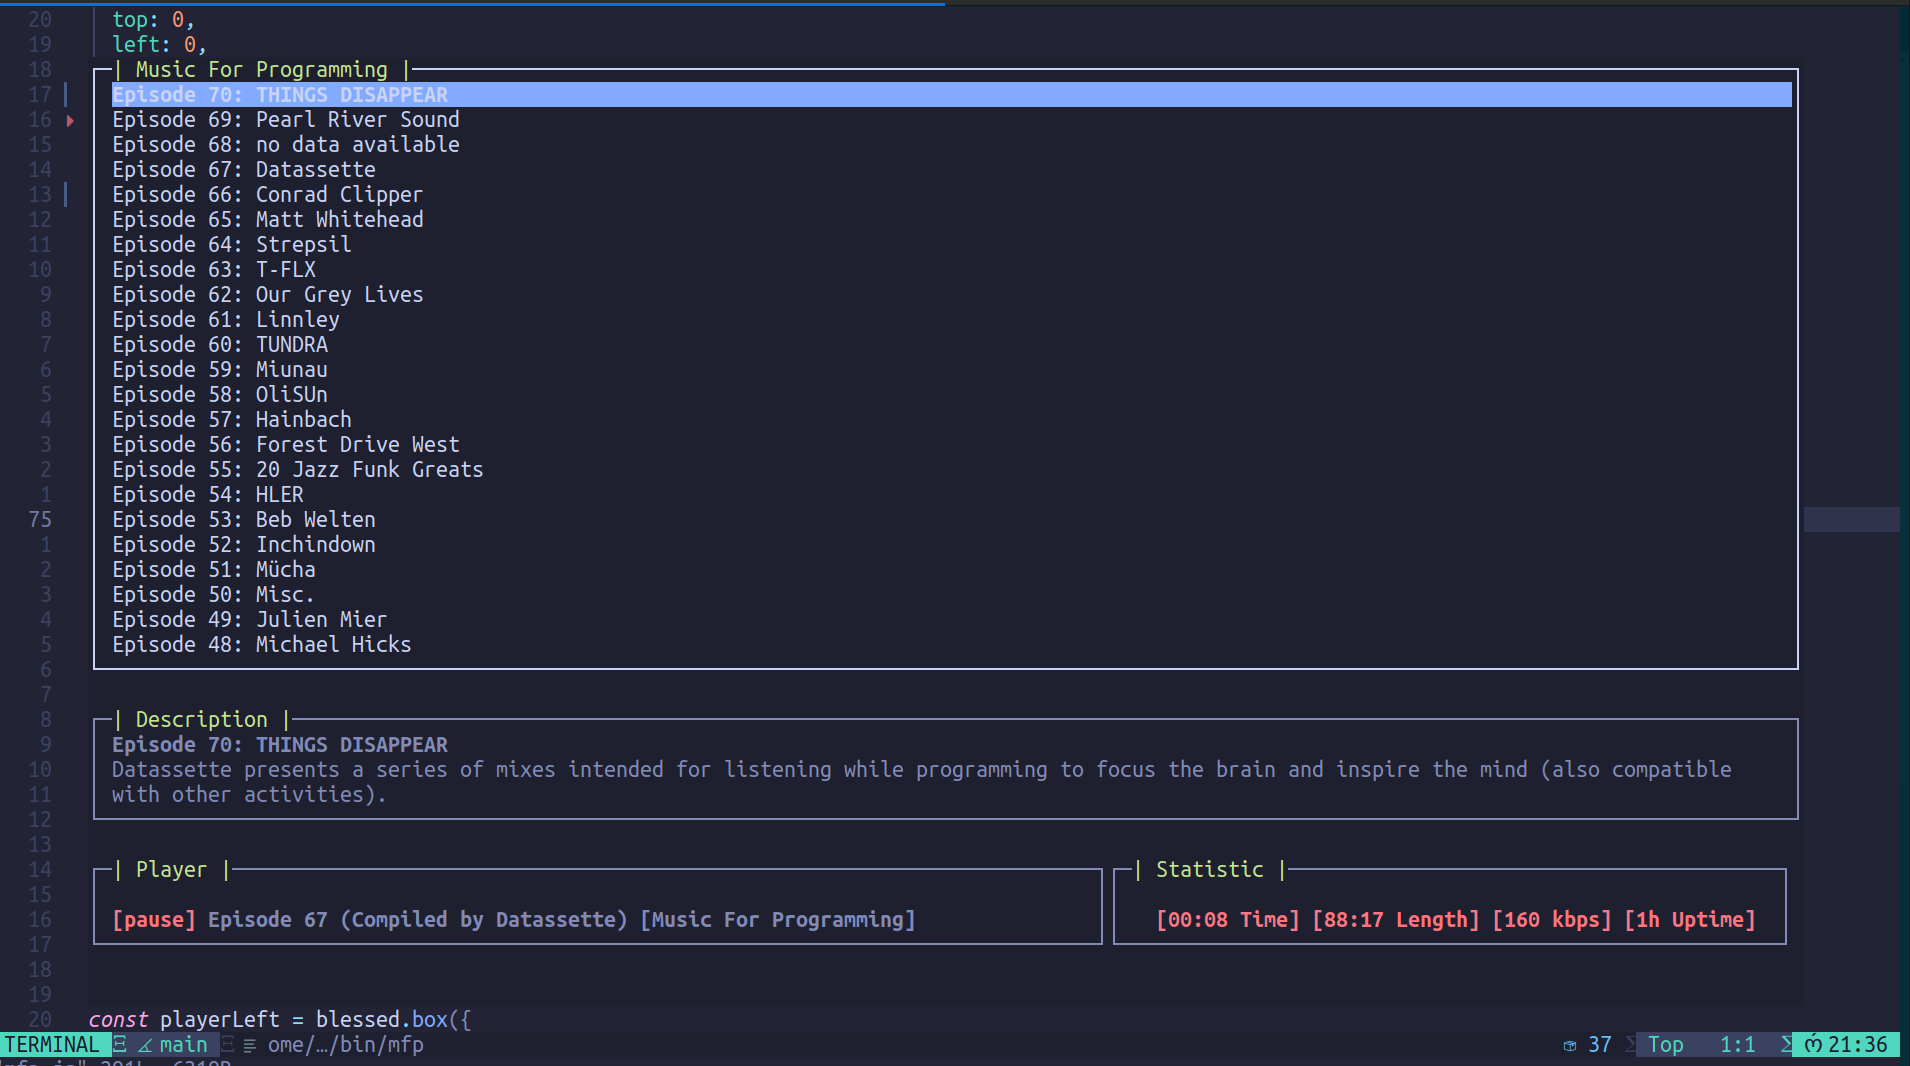 20 top: 0,
19 left: 0,
18 | Music For Programming |
17 Episode 70: THINGS DISAPPEAR
16 Episode 69: Pearl River Sound
15 Episode 68: no data available
14 Episode 67: Datassette
13 Episode 66: Conrad Clipper
12 Episode 65: Matt Whitehead
11 Episode 64: Strepsil
10 Episode 63: T-FLX
9 Episode 62: Our Grey Lives
8 Episode 61: Linnley
7 Episode 60: TUNDRA
6 Episode 59: Miunau
5 Episode 58: OliSUn
4 Episode 57: Hainbach
3 Episode 56: Forest Drive West
2 Episode 55: 20 Jazz Funk Greats
1 Episode 54: HLER
75 Episode 53: Beb Welten
1 Episode 52: Inchindown
2 Episode 51: Mücha
3 Episode 50: Misc.
4 Episode 49: Julien Mier
5 Episode 48: Michael Hicks
6
7
8 | Description |
9 Episode 70: THINGS DISAPPEAR
10 Datassette presents a series of mixes intended for listening while programming to focus the brain and inspire the mind (also compatible
11 with other activities).
12
13
14 | Player | | Statistic |
15
16 [pause] Episode 67 (Compiled by Datassette) [Music For Programming] [00:08 Time] [88:17 Length] [160 kbps] [1h Uptime]
17
18
19
20 const playerLeft = blessed.box({
TERMINAL main ome/…/bin/mfp 37 Top 1:1 21:36